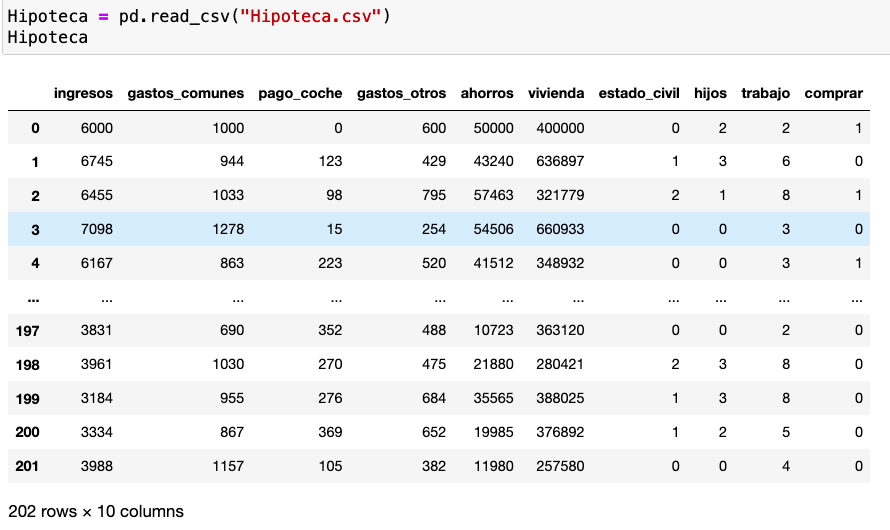 Hipoteca = pd.read_csv("Hipoteca.csv")
Hipoteca
ingresos gastos_comunes pago_coche gastos_otros ahorros vivienda estado_civil hijos trabajo comprar
0 6000 1000 0 600 50000 400000 0 2 2 1
1 6745 944 123 429 43240 636897 1 3 6 0
2 6455 1033 98 795 57463 321779 2 1 8 1
3 7098 1278 15 254 54506 660933 0 0 3 0
4 6167 863 223 520 41512 348932 0 0 3 1
... ... ... ... ... ... ... ... ... ... ...
197 3831 690 352 488 10723 363120 0 0 2 0
198 3961 1030 270 475 21880 280421 2 3 8 0
199 3184 955 276 684 35565 388025 1 3 8 0
200 3334 867 369 652 19985 376892 1 2 5 0
201 3988 1157 105 382 11980 257580 0 0 4 0
202 rows × 10 columns